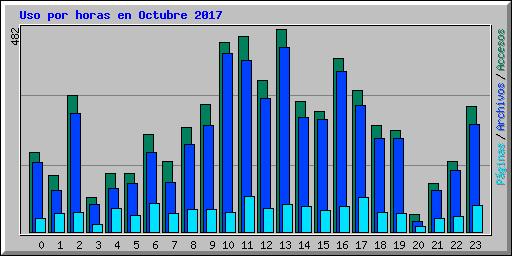 Uso por horas en Octubre 2017
482
Páginas / Archivos / Accesos
0 1 2 3 4 5 6 7 8 9 10 11 12 13 14 15 16 17 18 19 20 21 22 23